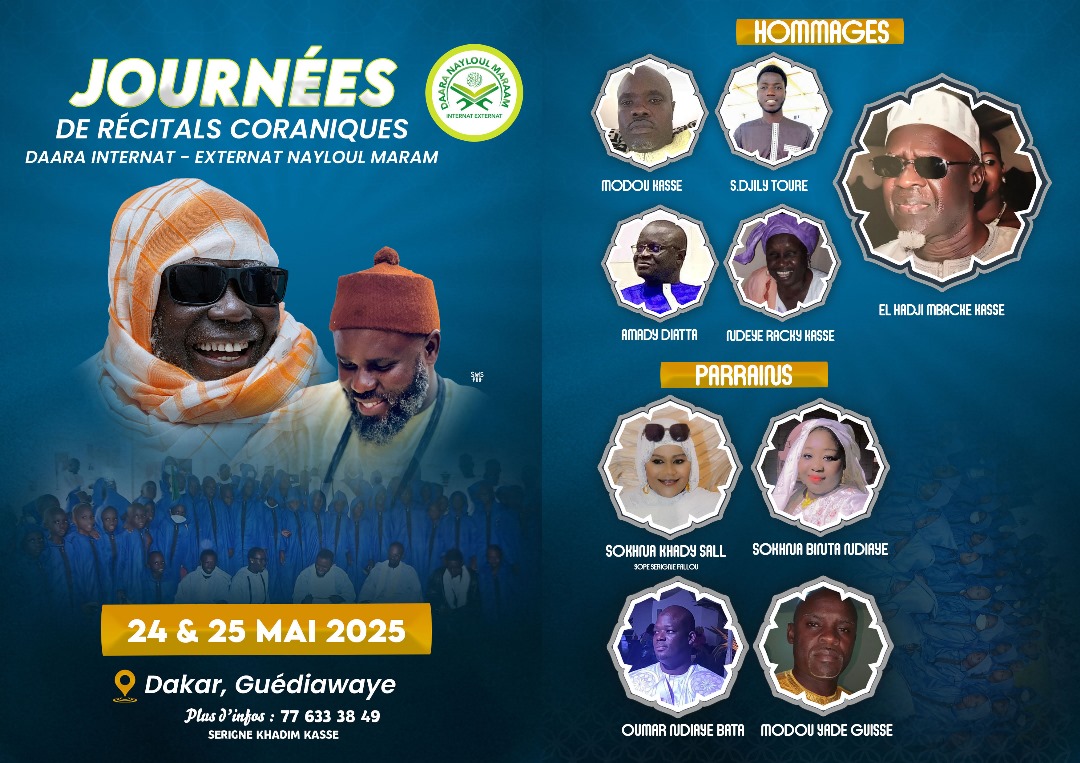 JOURNÉES
DE RÉCITALS CORANIQUES
DAARA INTERNAT - EXTERNAT NAYLOUL MARAM
DAARA NAYLOUL MARAAM
INTERNAT EXTERNAT
SWS
24 & 25 MAI 2025
Dakar, Guédiawaye
Plus d'infos : 77 633 38 49
SERIGNE KHADIM KASSE
HOMMAGES
MODOU KASSE
S.DJILY TOURE
AMADY DIATTA
NDEYE RACKY KASSE
EL HADJI MBACKE KASSE
PARRAINS
SOKHNA KHADY SALL
SOPE SERIGNE FALLOU
SOKHNA BINTA NDIAYE
OUMAR NDIAYE BATA
MODOU YADE GUISSE